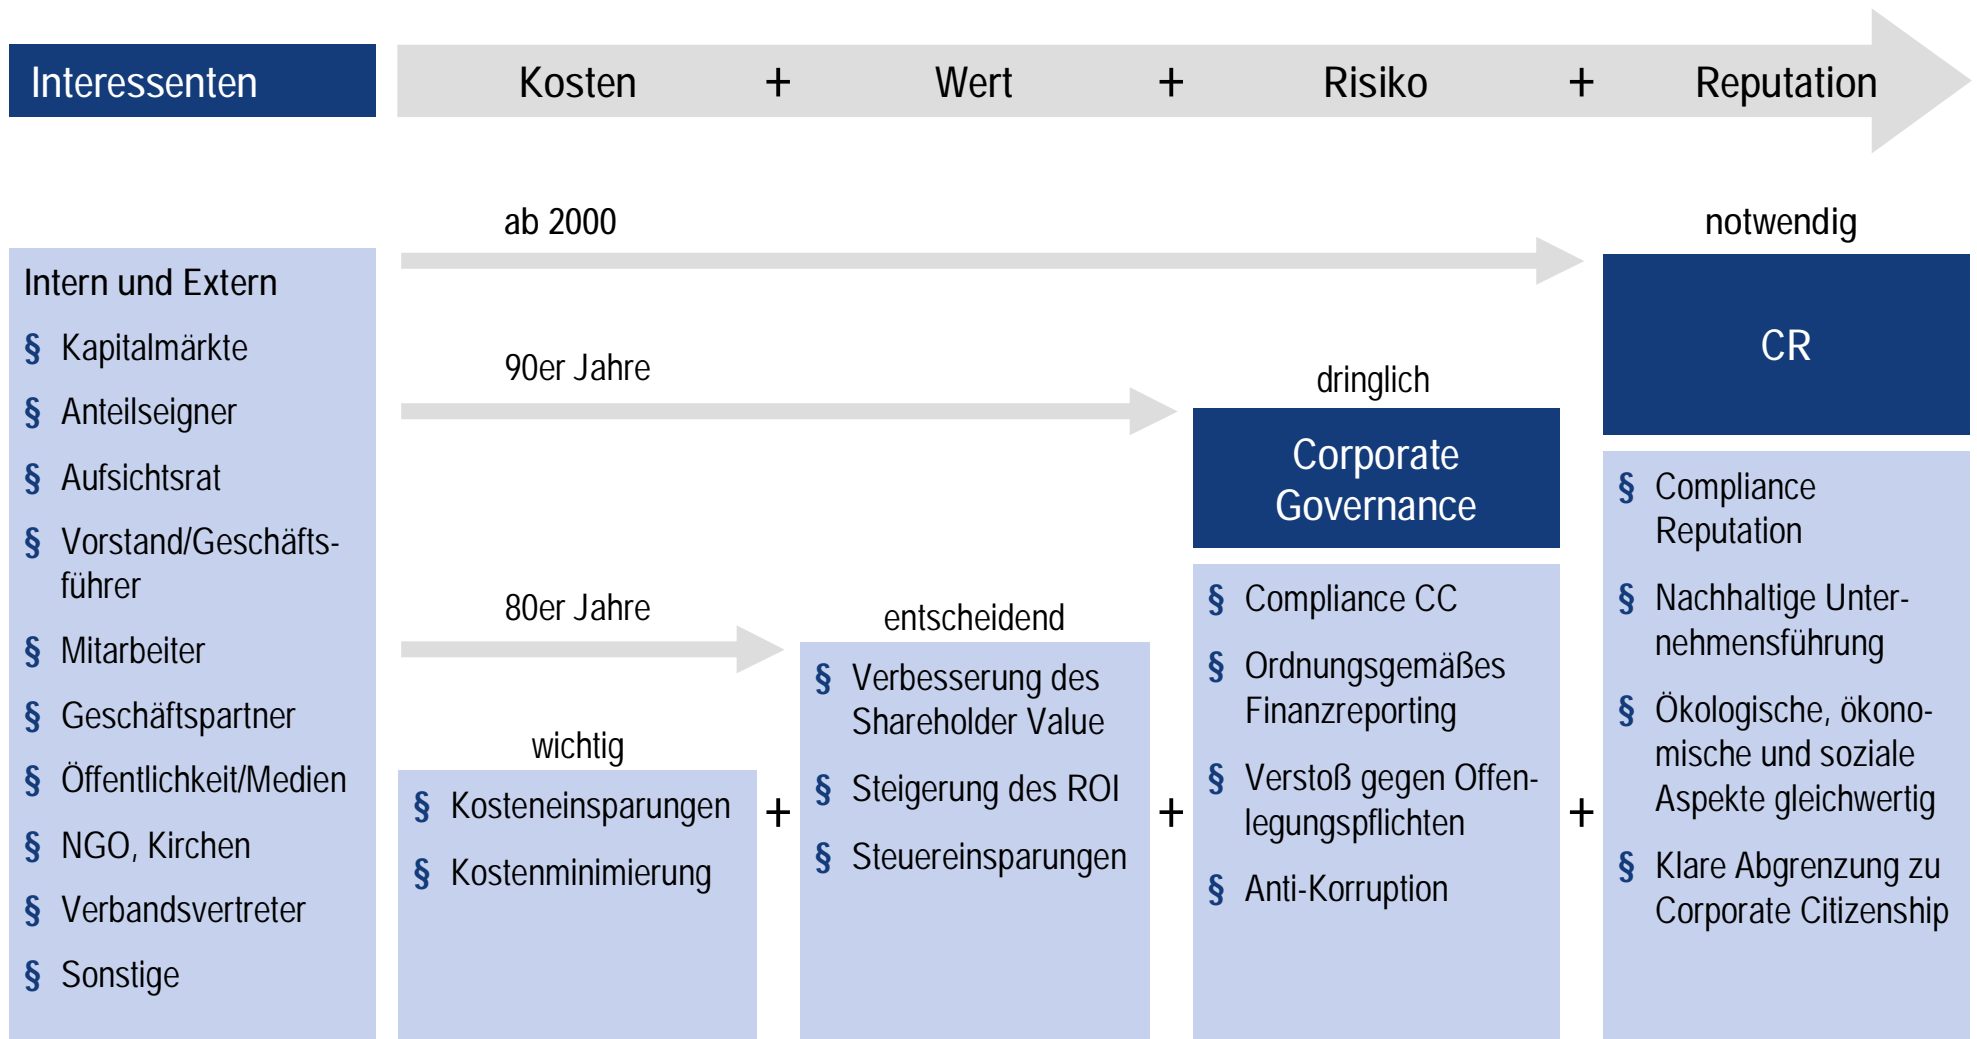 Interessenten
Kosten + Wert + Risiko + Reputation
Intern und Extern
§ Kapitalmärkte
§ Anteilseigner
§ Aufsichtsrat
§ Vorstand/Geschäfts-
führer
§ Mitarbeiter
§ Geschäftspartner
§ Öffentlichkeit/Medien
§ NGO, Kirchen
§ Verbandsvertreter
§ Sonstige
ab 2000
90er Jahre
80er Jahre
wichtig
§ Kosteneinsparungen
§ Kostenminimierung
+
entscheidend
§ Verbesserung des
Shareholder Value
§ Steigerung des ROI
§ Steuereinsparungen
+
dringlich
Corporate
Governance
§ Compliance CC
§ Ordnungsgemäßes
Finanzreporting
§ Verstoß gegen Offen-
legungspflichten
§ Anti-Korruption
+
notwendig
CR
§ Compliance
Reputation
§ Nachhaltige Unter-
nehmensführung
§ Ökologische, ökono-
mische und soziale
Aspekte gleichwertig
§ Klare Abgrenzung zu
Corporate Citizenship